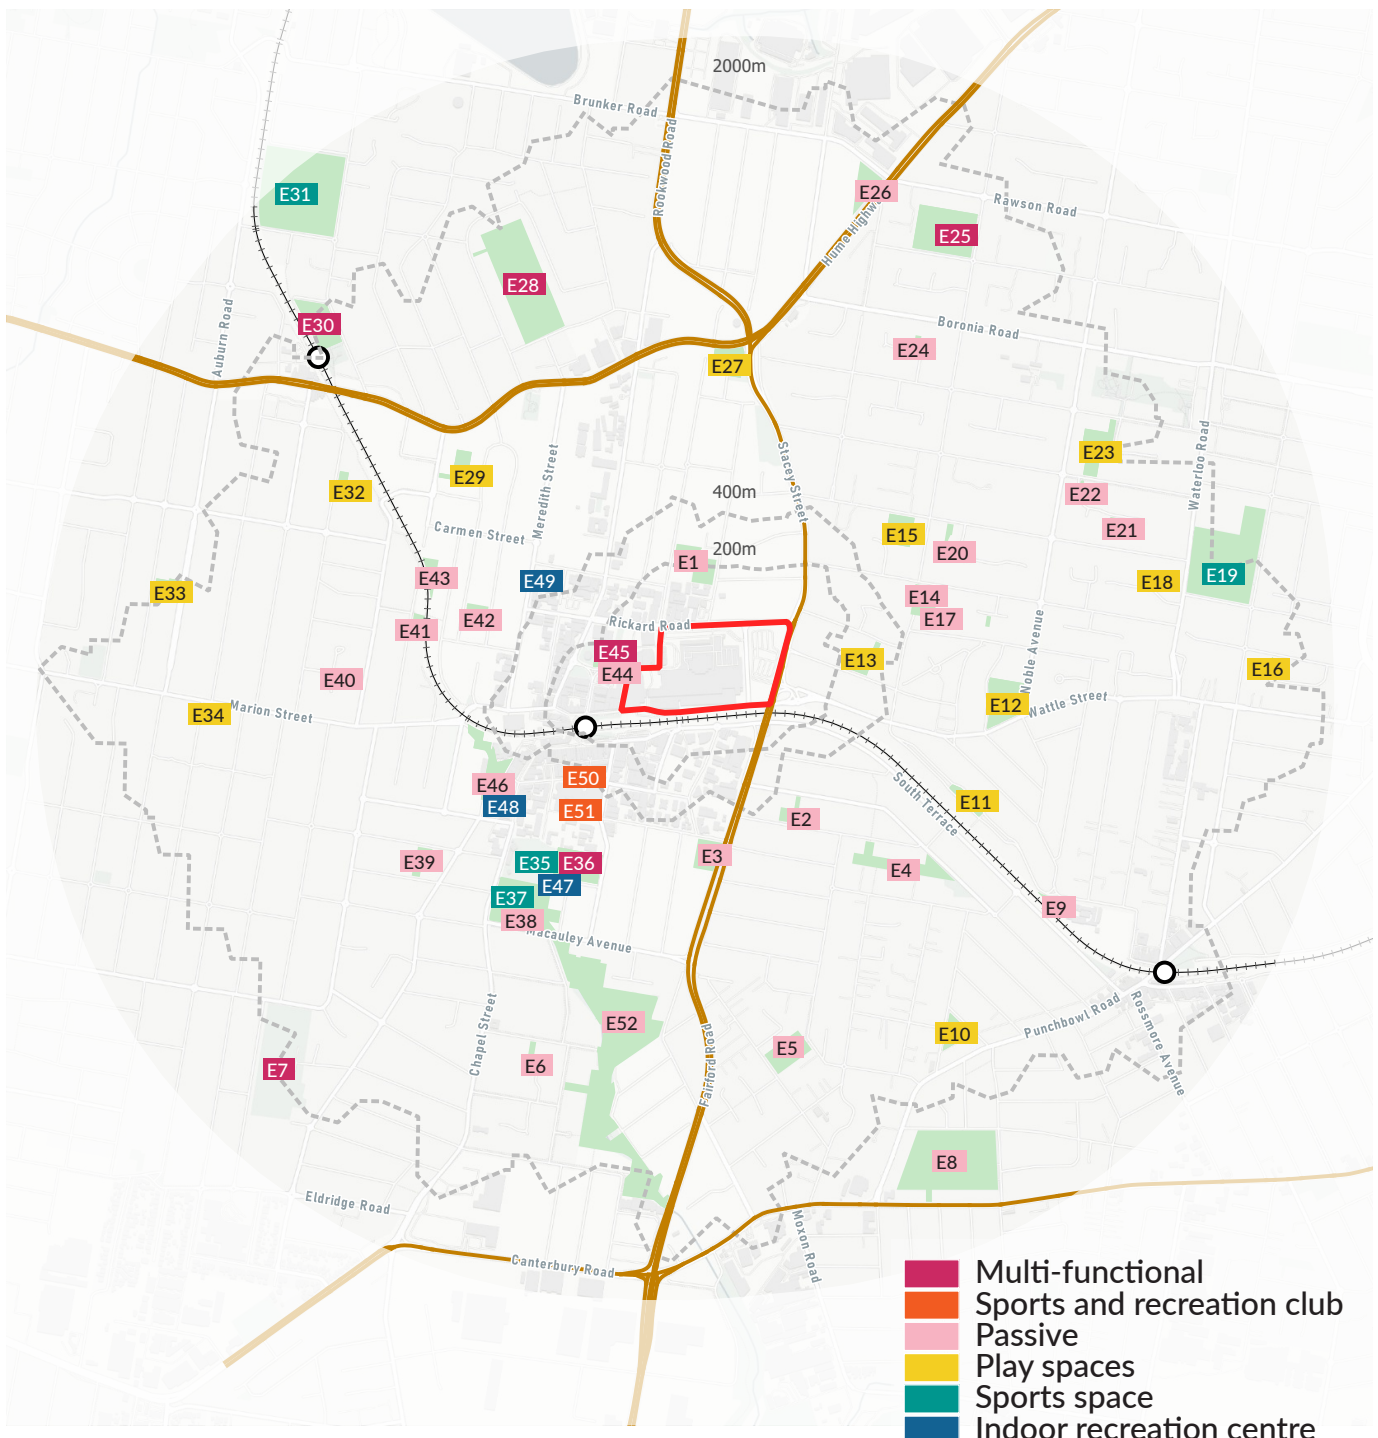 2000m
Brunker Road
Rookwood Road
E31
E26
Rawson Road
E25
Hume Highwa
E28
E30
Auburn Road
Boronia Road
E24
E27
E23
Waterloo Road
Stacey Street
Meredith Street
E29
E32
400m
E22
E21
Carmen Street
E15
E20
200m
E1
E19
E43
E49
E18
E33
E14
E17
E42
E41
Rickard Road
E45
E44
E13
Noble Avenue
E16
E40
E12
Wattle Street
E34
Marion Street
E50
E46
E48
E51
South Terrace
E11
E2
E39
E35
E36
E3
E4
E47
E37
E38
E9
Macauley Avenue
Chapel Street
E52
Fairford Road
E5
E10
Punchbowl Road
Rossmore Avenue
E7
E6
E8
Eldridge Road
Moxon Road
Canterbury Road
Multi-functional
Sports and recreation club
Passive
Play spaces
Sports space
Indoor recreation centre